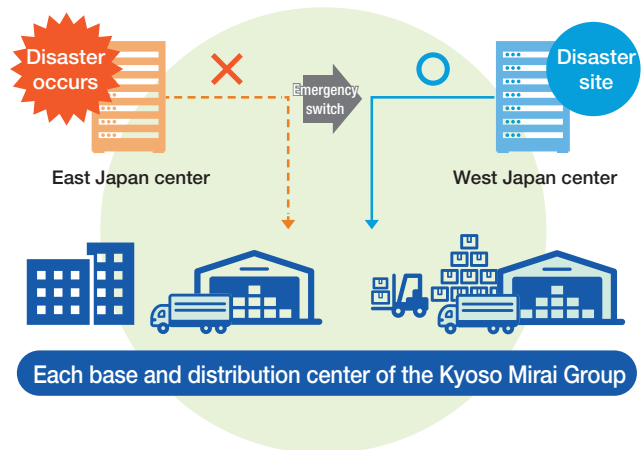 Disaster
occurs
Emergency
switch
Disaster
site
East Japan center
West Japan center
Each base and distribution center of the Kyoso Mirai Group